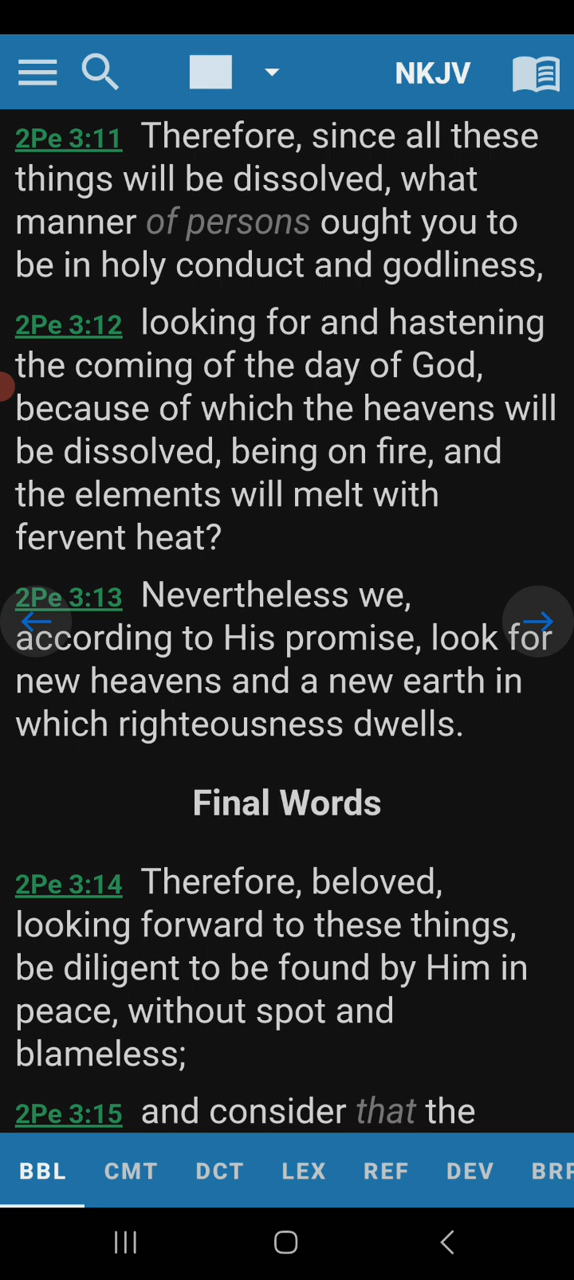 NKJV
2Pe 3:11 Therefore, since all these
things will be dissolved, what
manner of persons ought you to
be in holy conduct and godliness,
2Pe 3:12 looking for and hastening
the coming of the day of God,
because of which the heavens will
be dissolved, being on fire, and
the elements will melt with
fervent heat?
2Pe 3:13 Nevertheless we,
according to His promise, look for
new heavens and a new earth in
which righteousness dwells.
Final Words
2Pe 3:14 Therefore, beloved,
looking forward to these things,
be diligent to be found by Him in
peace, without spot and
blameless;
2Pe 3:15 and consider that the
BBL CMT DCT LEX REF DEV BRP